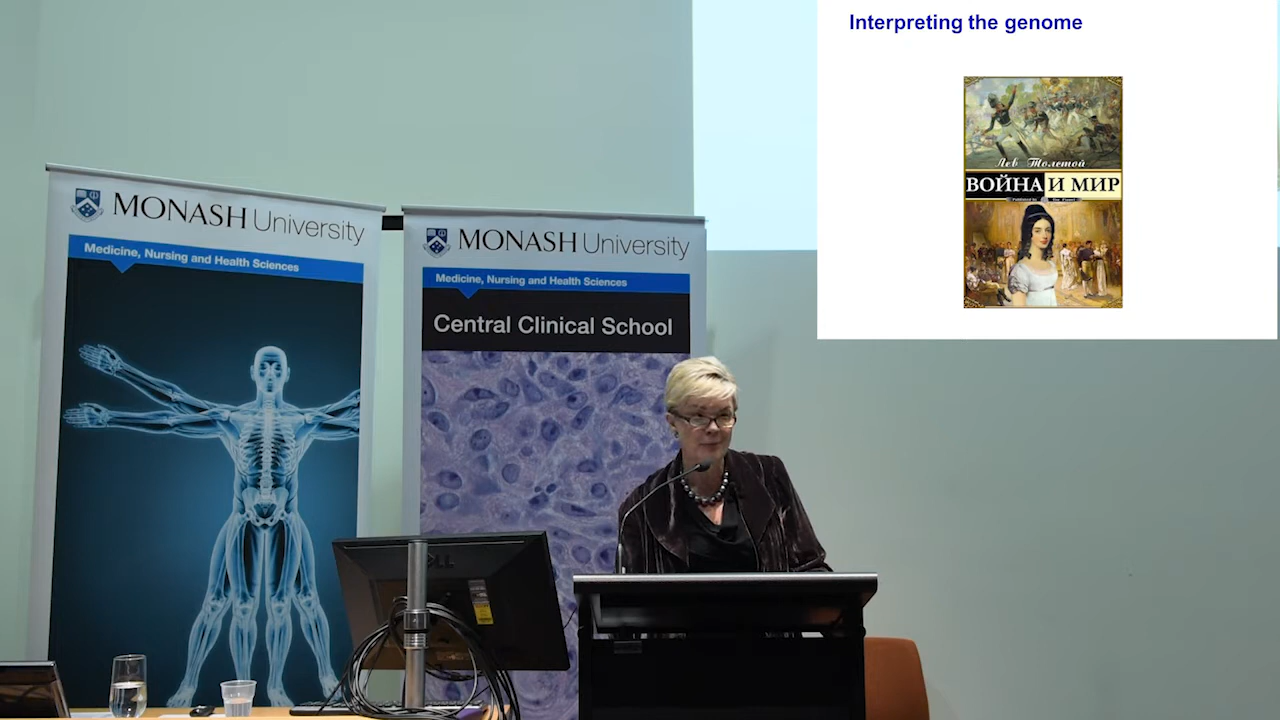 Interpreting the genome
Лев Толстой
ВОЙНА И МИР
MONASH University
Medicine, Nursing and Health Sciences
MONASH University
Medicine, Nursing and Health Sciences
Central Clinical School
DELL